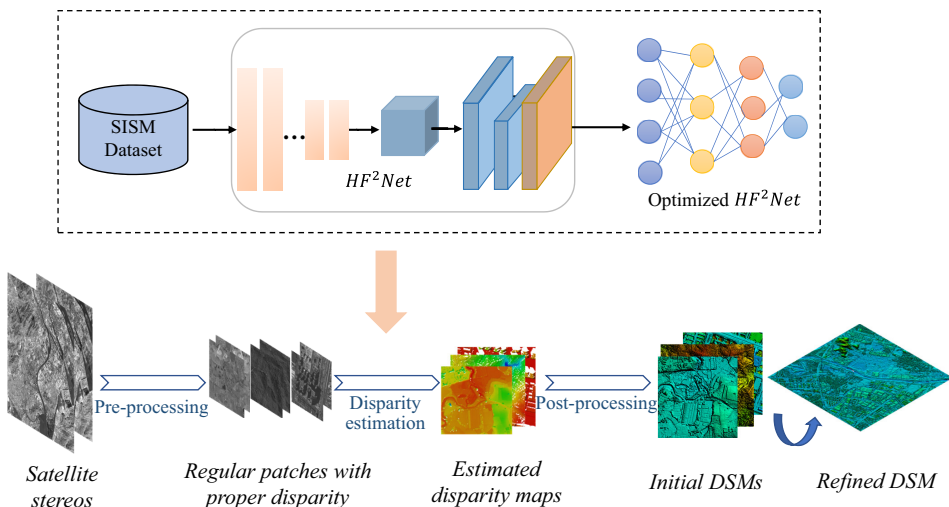 SISM
Dataset
...
HF²Net
Optimized HF²Net
Pre-processing
Disparity
estimation
Post-processing
Satellite
stereos
Regular patches with
proper disparity
Estimated
disparity maps
Initial DSMs
Refined DSM